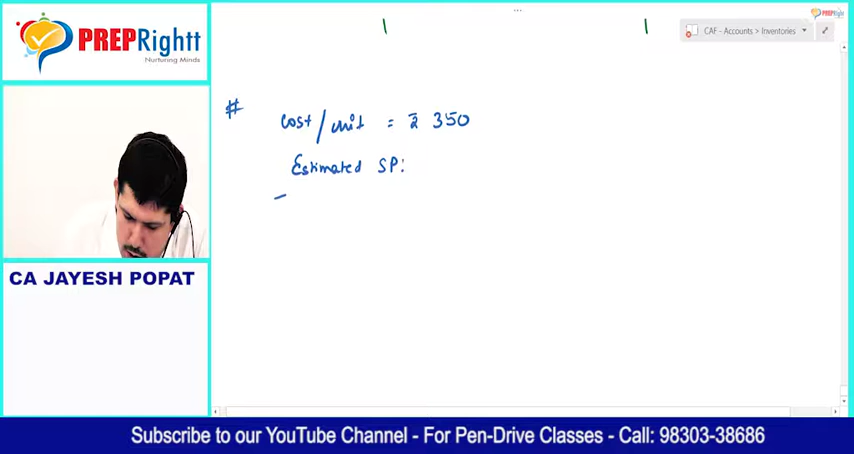 PREPRightt
Nurturing Minds
PREPRightt
CAF - Accounts > Inventories
# cost/unit = ₹ 350
Estimated SP:
CA JAYESH POPAT
Subscribe to our YouTube Channel - For Pen-Drive Classes - Call: 98303-38686